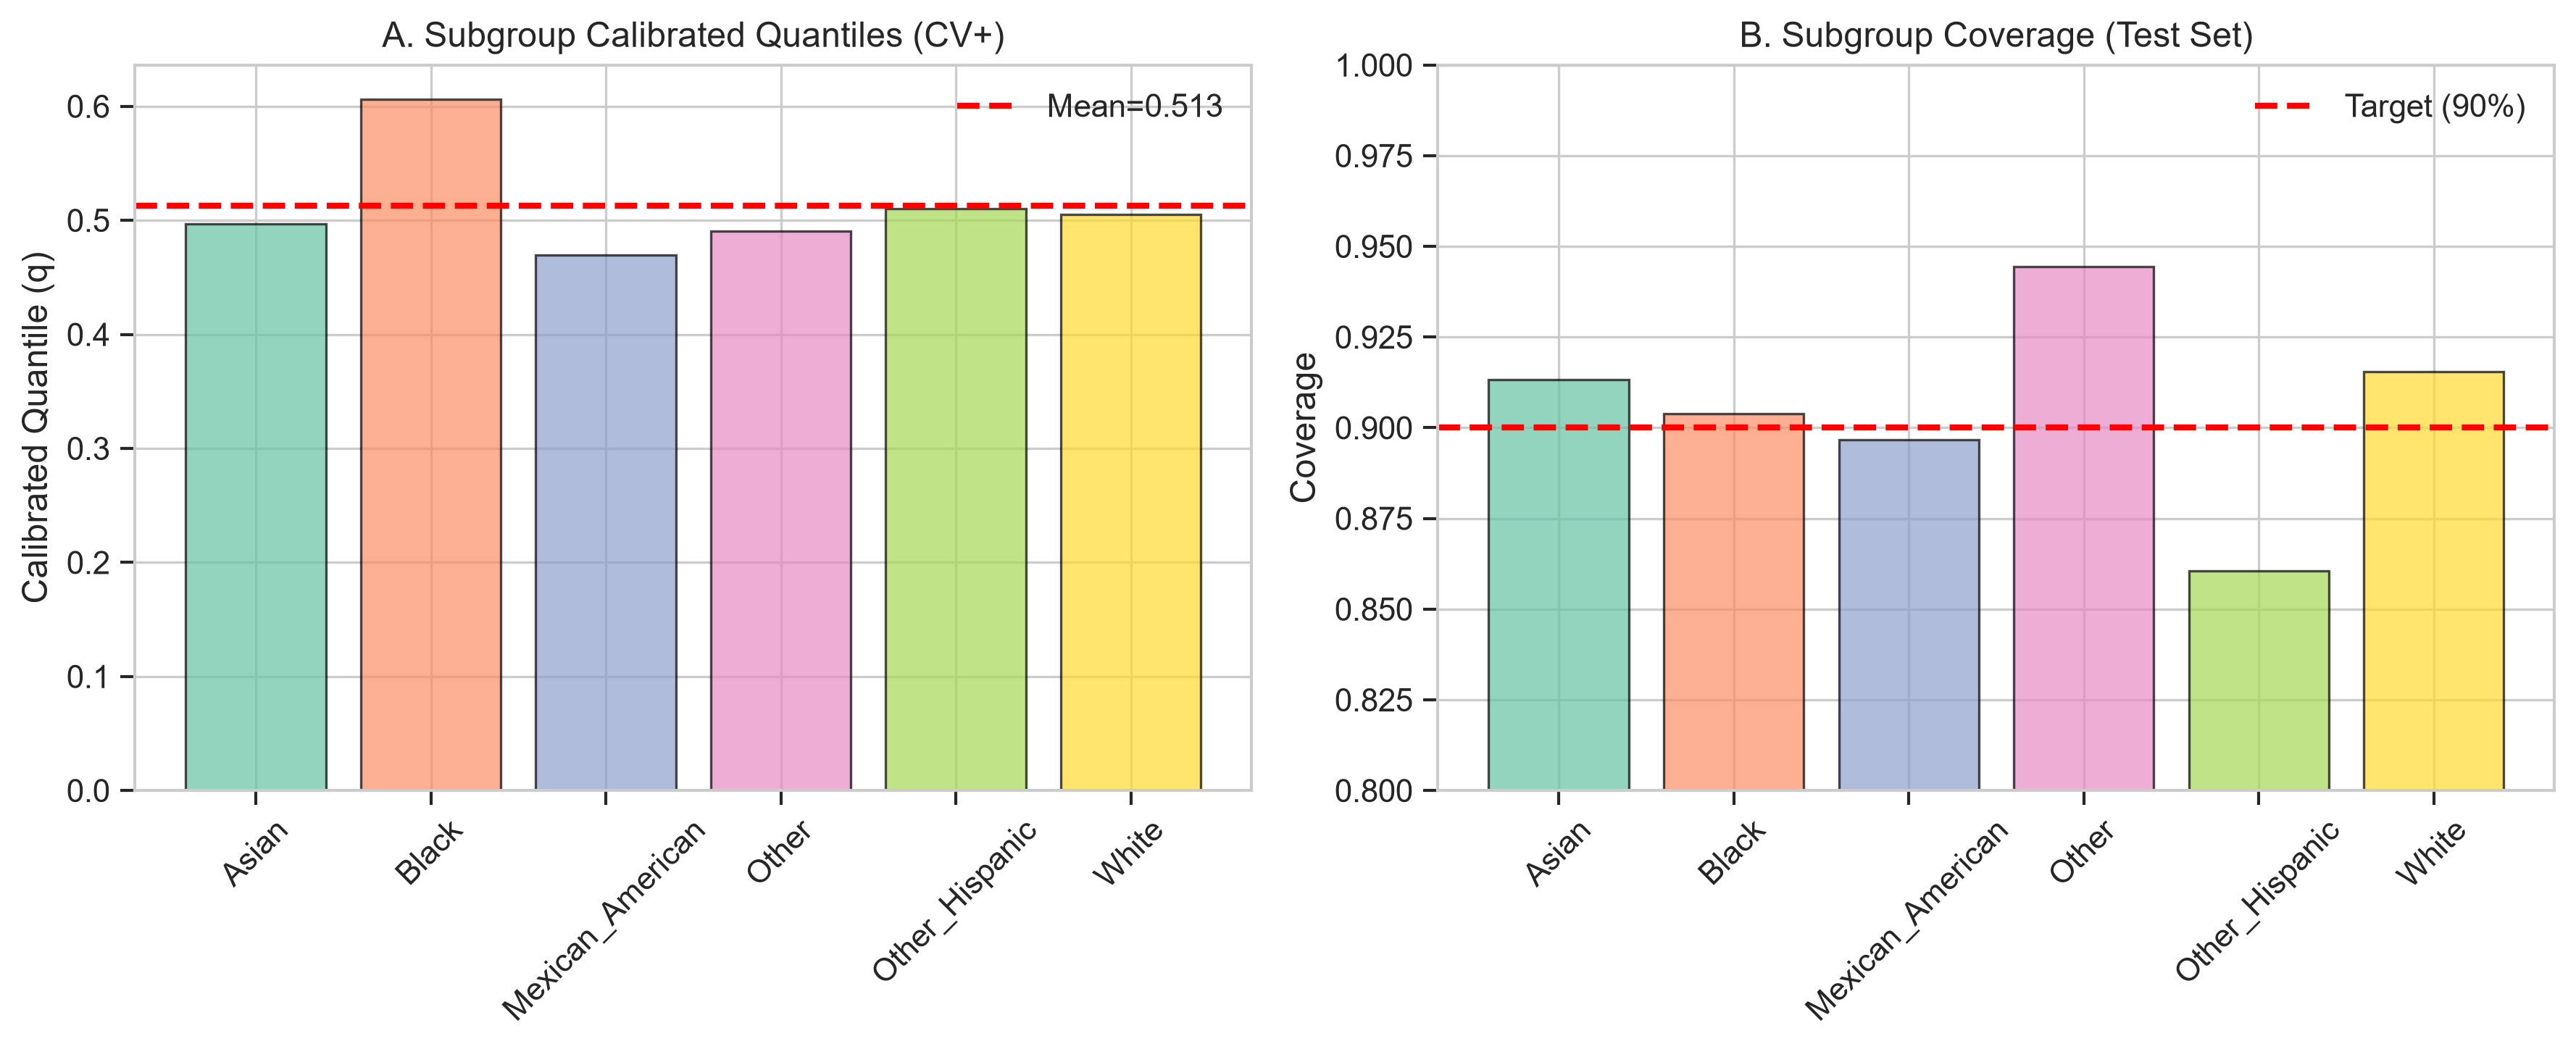 A. Subgroup Calibrated Quantiles (CV+)
Calibrated Quantile (q)
0.6
0.5
0.4
0.3
0.2
0.1
0.0
Mean=0.513
Asian
Black
Mexican_American
Other
Other_Hispanic
White
B. Subgroup Coverage (Test Set)
Coverage
1.000
0.975
0.950
0.925
0.900
0.875
0.850
0.825
0.800
Target (90%)
Asian
Black
Mexican_American
Other
Other_Hispanic
White